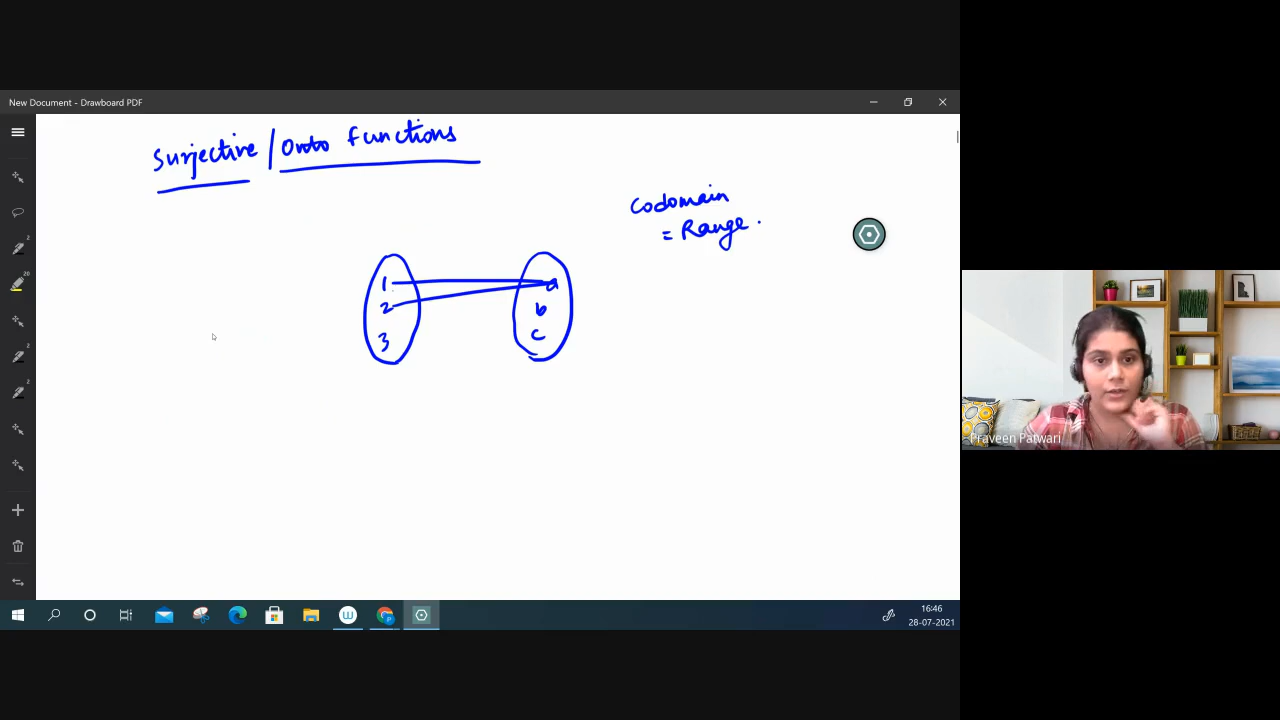 New Document - Drawboard PDF
Surjective / Onto functions
Codomain
= Range.
1
a
2
b
3
c
Praveen Patwari
16:46
28-07-2021